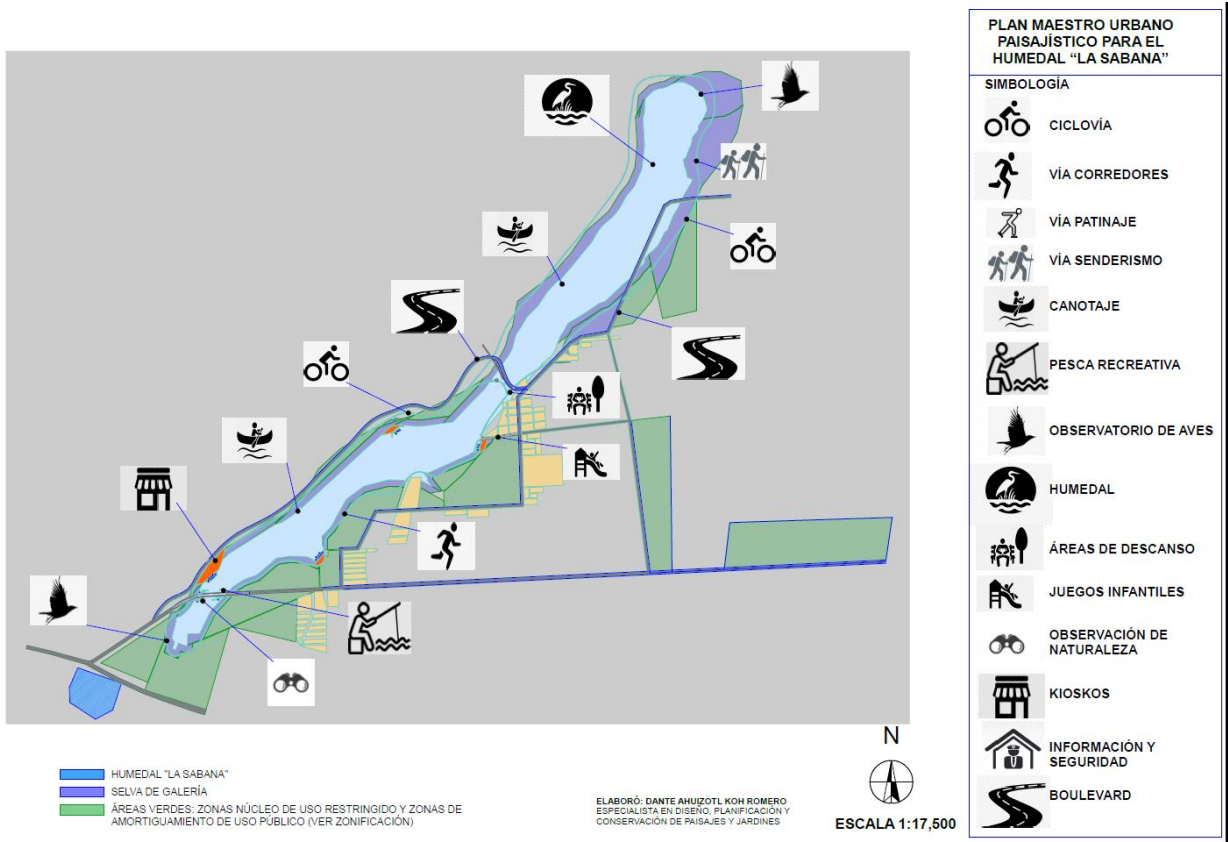 PLAN MAESTRO URBANO
PAISAJÍSTICO PARA EL
HUMEDAL “LA SABANA”
SIMBOLOGÍA
CICLOVÍA
VÍA CORREDORES
VÍA PATINAJE
VÍA SENDERISMO
CANOTAJE
PESCA RECREATIVA
OBSERVATORIO DE AVES
HUMEDAL
ÁREAS DE DESCANSO
JUEGOS INFANTILES
OBSERVACIÓN DE
NATURALEZA
KIOSKOS
INFORMACIÓN Y
SEGURIDAD
BOULEVARD
HUMEDAL "LA SABANA"
SELVA DE GALERÍA
ÁREAS VERDES: ZONAS NÚCLEO DE USO RESTRINGIDO Y ZONAS DE
AMORTIGUAMIENTO DE USO PÚBLICO (VER ZONIFICACIÓN)
ELABORÓ: DANTE AHUIZOTL KOH ROMERO
ESPECIALISTA EN DISEÑO, PLANIFICACIÓN Y
CONSERVACIÓN DE PAISAJES Y JARDINES
N
ESCALA 1:17,500